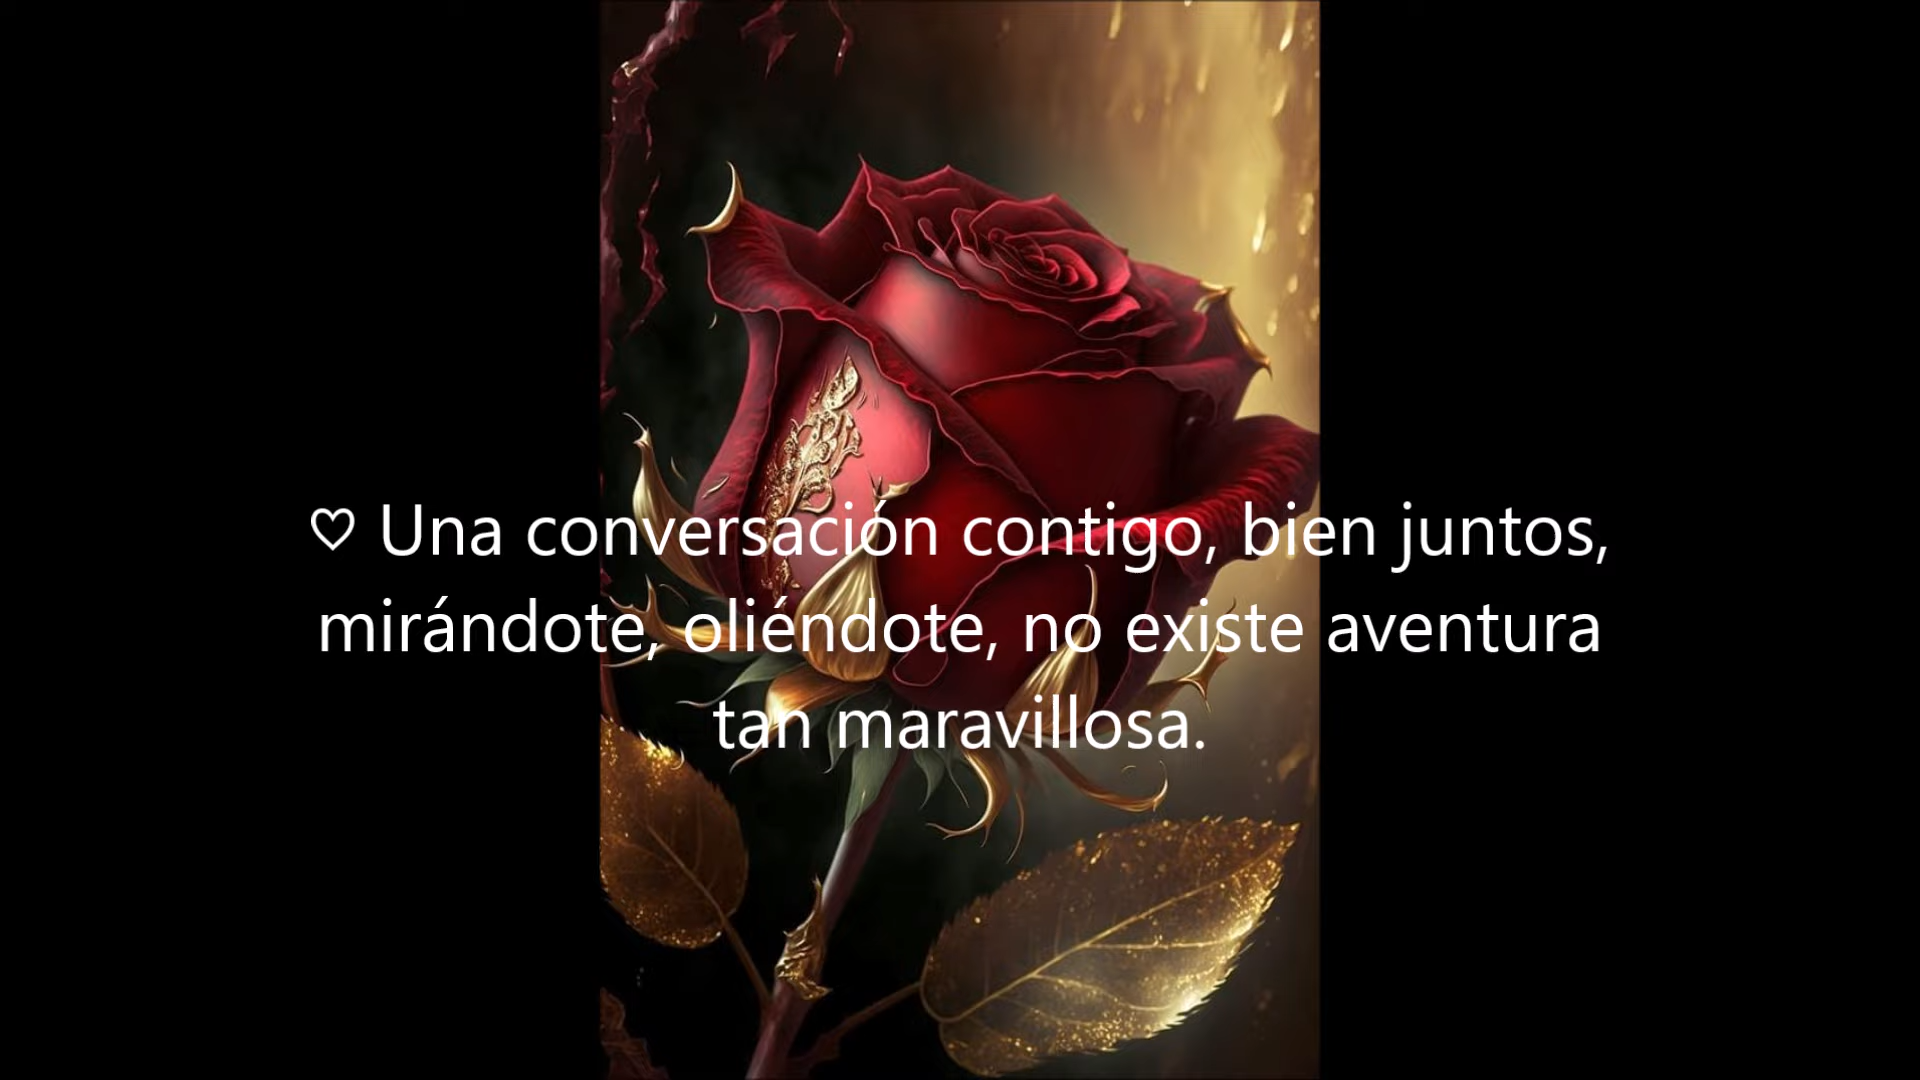 ♡ Una conversación contigo, bien juntos,
mirándote, oliéndote, no existe aventura
tan maravillosa.